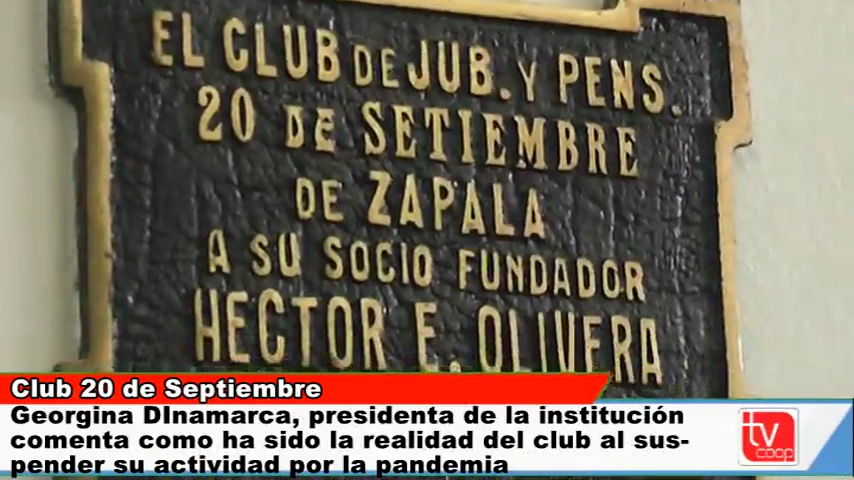 EL CLUB DE JUB. Y PENS.
20 DE SETIEMBRE
DE ZAPALA
A SU SOCIO FUNDADOR
HECTOR E. OLIVERA
Club 20 de Septiembre
Georgina DInamarca, presidenta de la institución
comenta como ha sido la realidad del club al sus-
pender su actividad por la pandemia
tv
coop